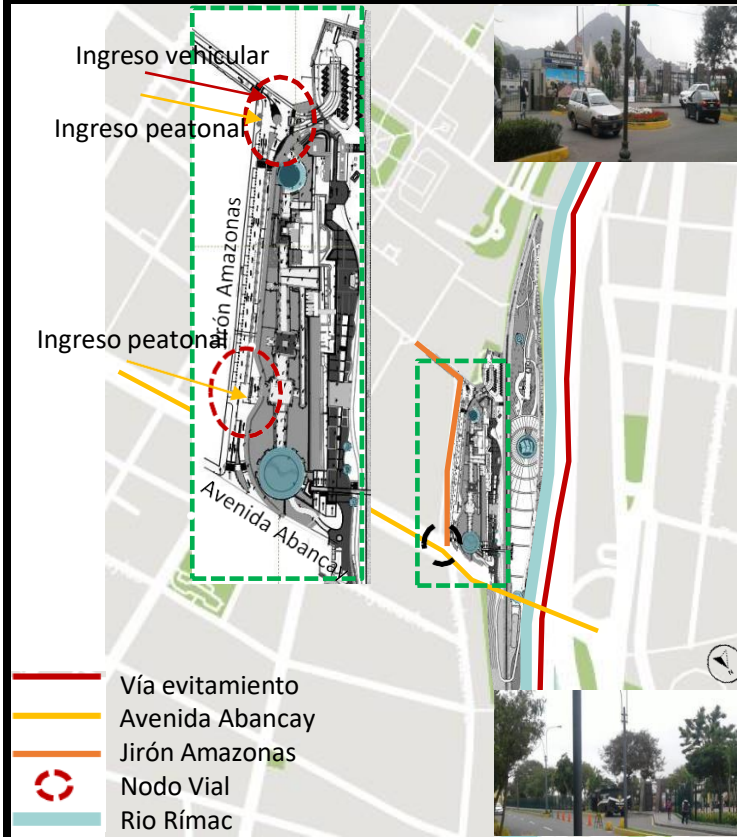 Ingreso vehicular
Ingreso peatonal
Jirón Amazonas
Ingreso peatonal
Avenida Abancay
Vía evitamiento
Avenida Abancay
Jirón Amazonas
Nodo Vial
Rio Rímac